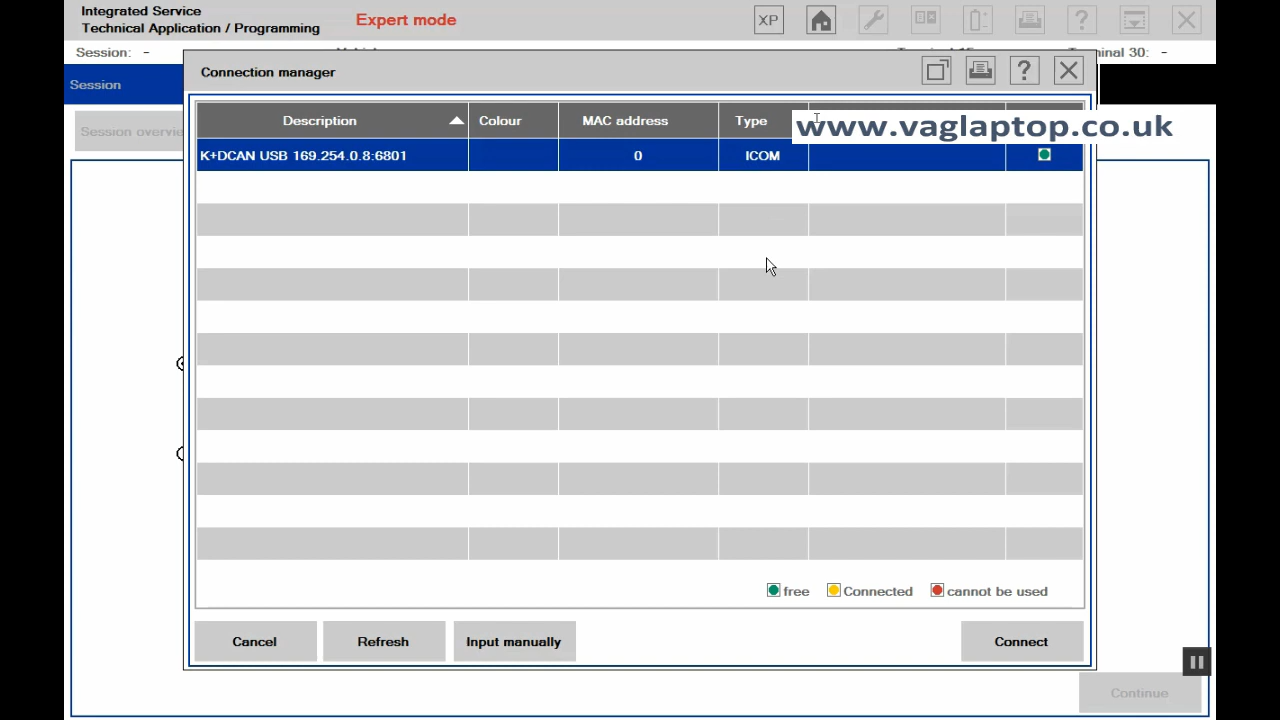 Integrated Service
Technical Application / Programming
Expert mode
XP
?
Session: -
Terminal 30: -
Connection manager
?
Session
Session overvie
Description Colour MAC address Type
www.vaglaptop.co.uk
K+DCAN USB 169.254.0.8:6801 0 ICOM
free Connected cannot be used
Cancel Refresh Input manually Connect
Continue